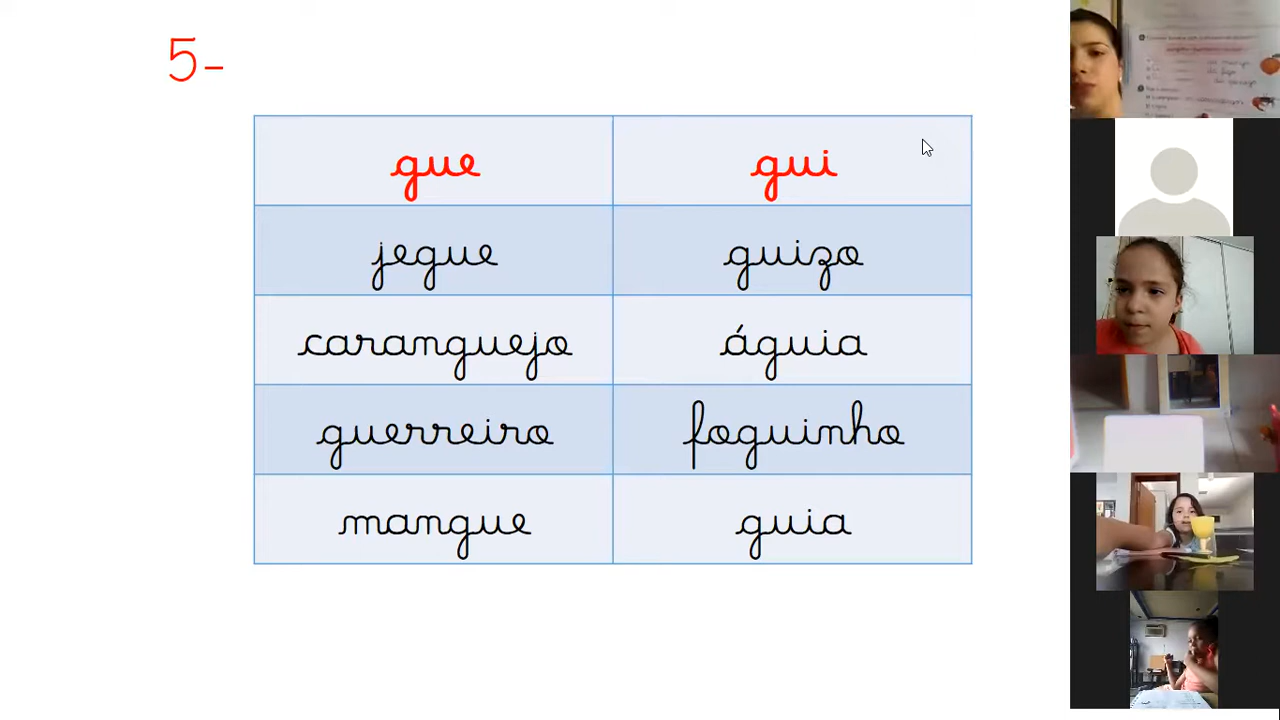 5-
gue gui
jegue guizo
caranguejo águia
guerreiro foguinho
mangue guia